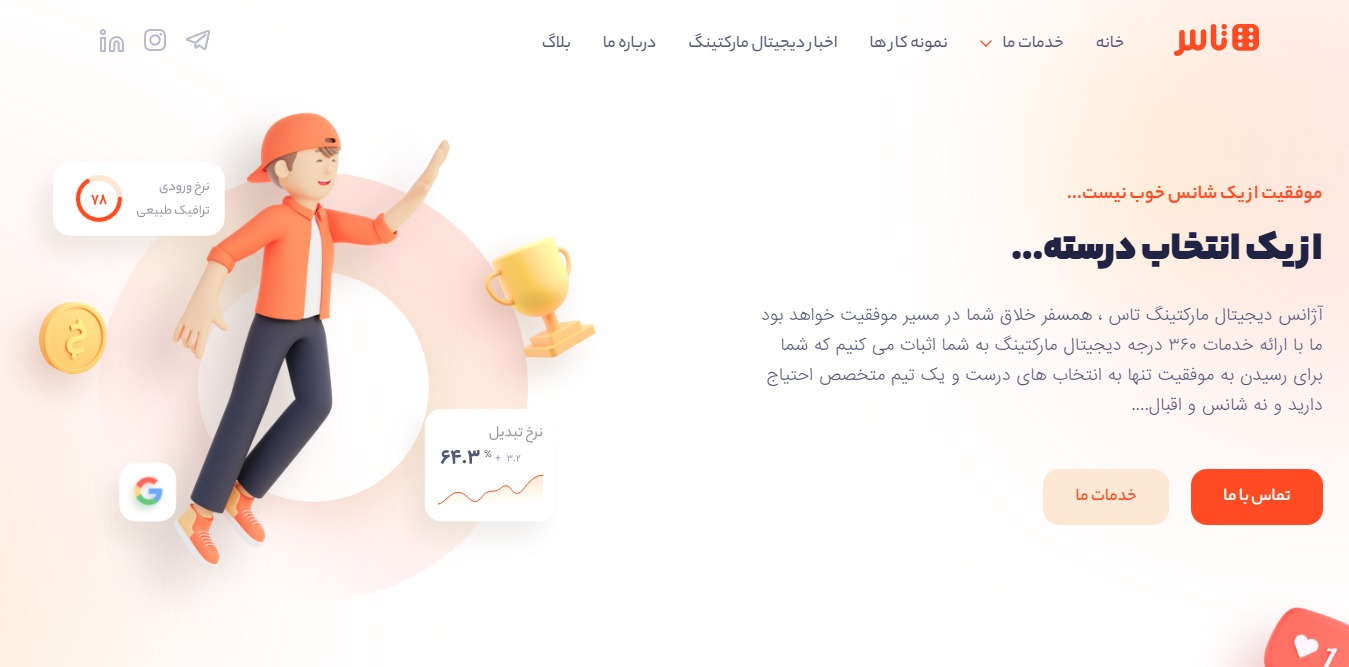 تاس
خانه
خدمات ما
نمونه کارها
اخبار دیجیتال مارکتینگ
درباره ما
بلاگ
موفقیت از یک شانس خوب نیست...
از یک انتخاب درسته...
آژانس دیجیتال مارکتینگ تاس ، همسفر خلاق شما در مسیر موفقیت خواهد بود
ما با ارائه خدمات ۳۶۰ درجه دیجیتال مارکتینگ به شما اثبات می کنیم که شما
برای رسیدن به موفقیت تنها به انتخاب های درست و یک تیم متخصص احتیاج
دارید و نه شانس و اقبال....
تماس با ما
خدمات ما
نرخ ورودی
ترافیک طبیعی
۷۸
نرخ تبدیل
۶۴.۳ % + ۳.۲
1